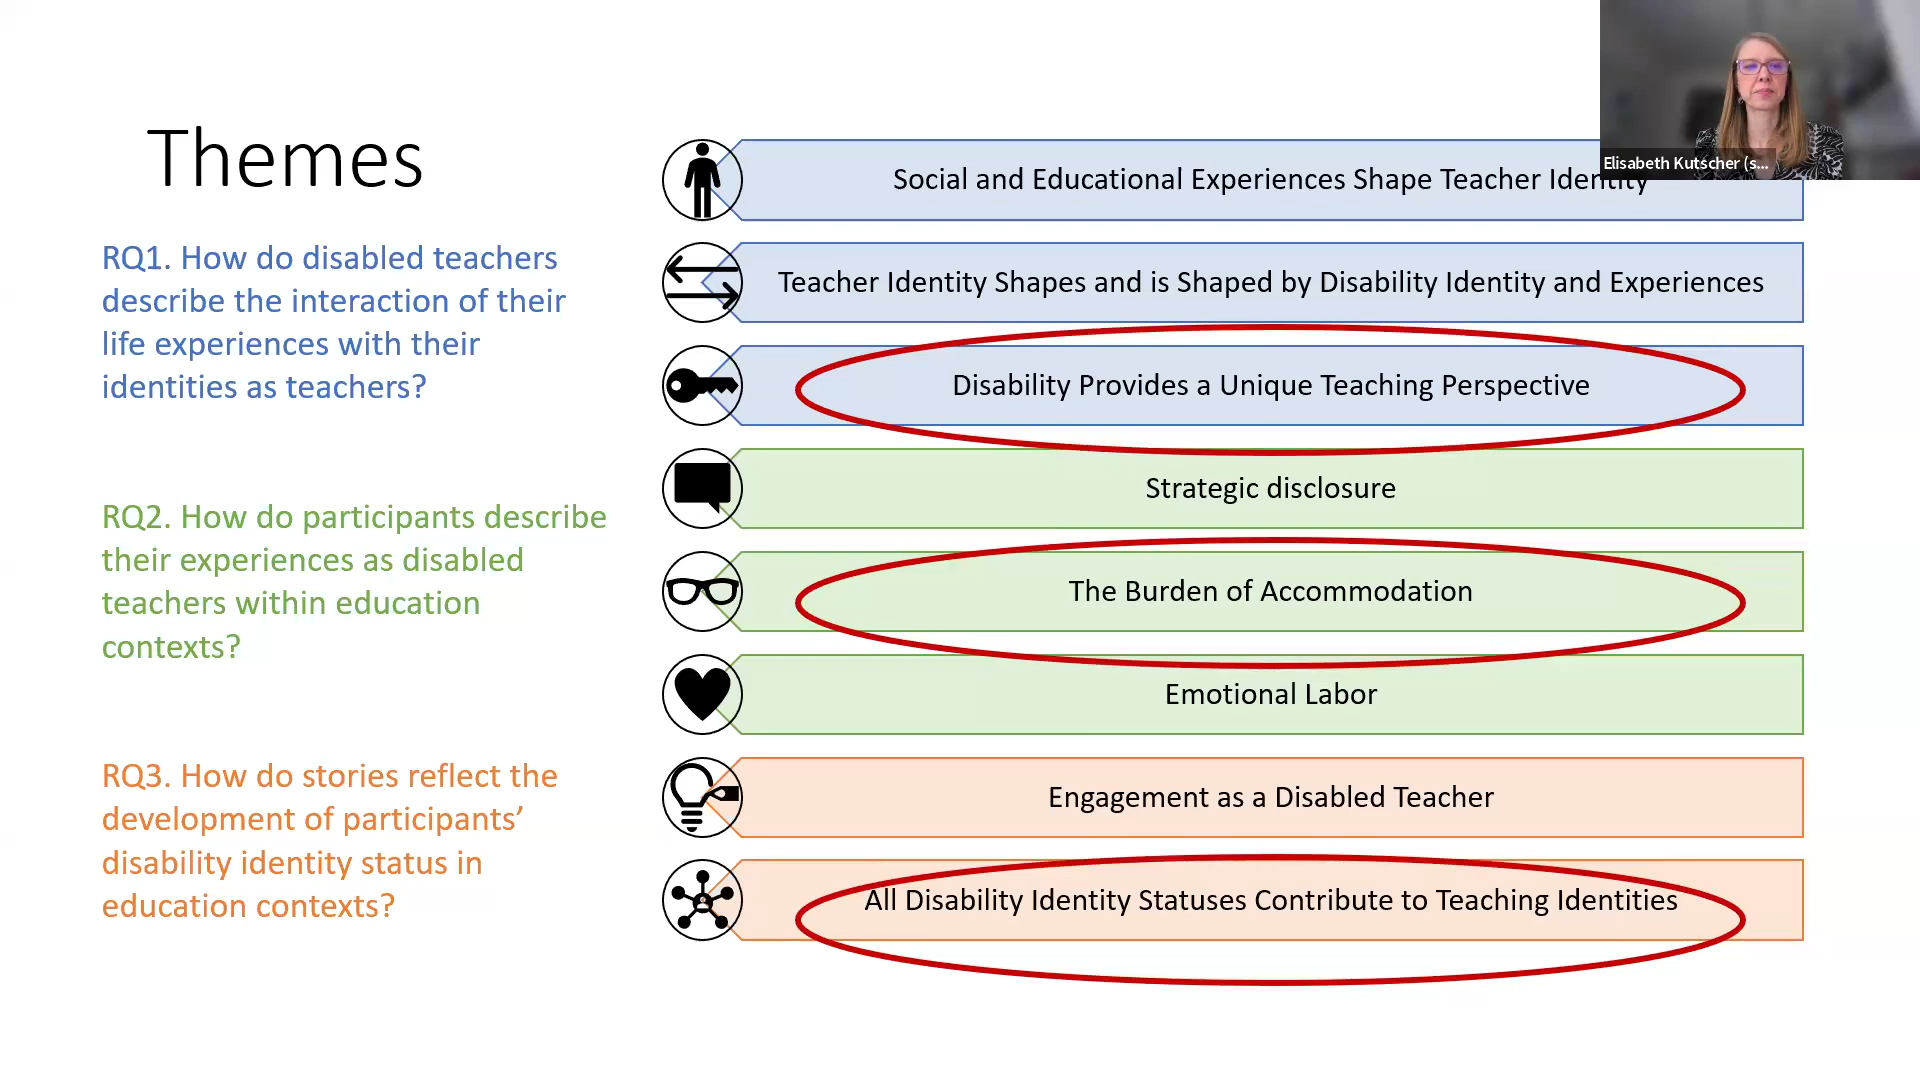 Themes
RQ1. How do disabled teachers
describe the interaction of their
life experiences with their
identities as teachers?
RQ2. How do participants describe
their experiences as disabled
teachers within education
contexts?
RQ3. How do stories reflect the
development of participants’
disability identity status in
education contexts?
Social and Educational Experiences Shape Teacher Identity
Teacher Identity Shapes and is Shaped by Disability Identity and Experiences
Disability Provides a Unique Teaching Perspective
Strategic disclosure
The Burden of Accommodation
Emotional Labor
Engagement as a Disabled Teacher
All Disability Identity Statuses Contribute to Teaching Identities
Elisabeth Kutscher (s...